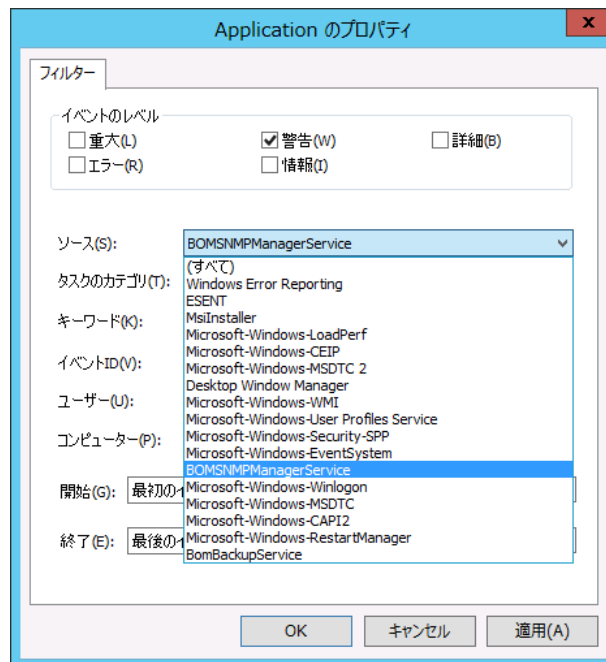 Application のプロパティ
x
フィルター
イベントのレベル
重大(L)
警告(W)
詳細(B)
エラー(R)
情報(I)
ソース(S):
BOMSNMPManagerService
(すべて)
タスクのカテゴリ(T):
Windows Error Reporting
ESENT
キーワード(K):
MsiInstaller
Microsoft-Windows-LoadPerf
Microsoft-Windows-CEIP
イベントID(V):
Microsoft-Windows-MSDTC 2
Desktop Window Manager
ユーザー(U):
Microsoft-Windows-WMI
Microsoft-Windows-User Profiles Service
コンピューター(P):
Microsoft-Windows-Security-SPP
Microsoft-Windows-EventSystem
BOMSNMPManagerService
開始(G):
最初の
Microsoft-Windows-Winlogon
Microsoft-Windows-MSDTC
Microsoft-Windows-CAPI2
終了(E):
最後の
Microsoft-Windows-RestartManager
BomBackupService
OK
キャンセル
適用(A)